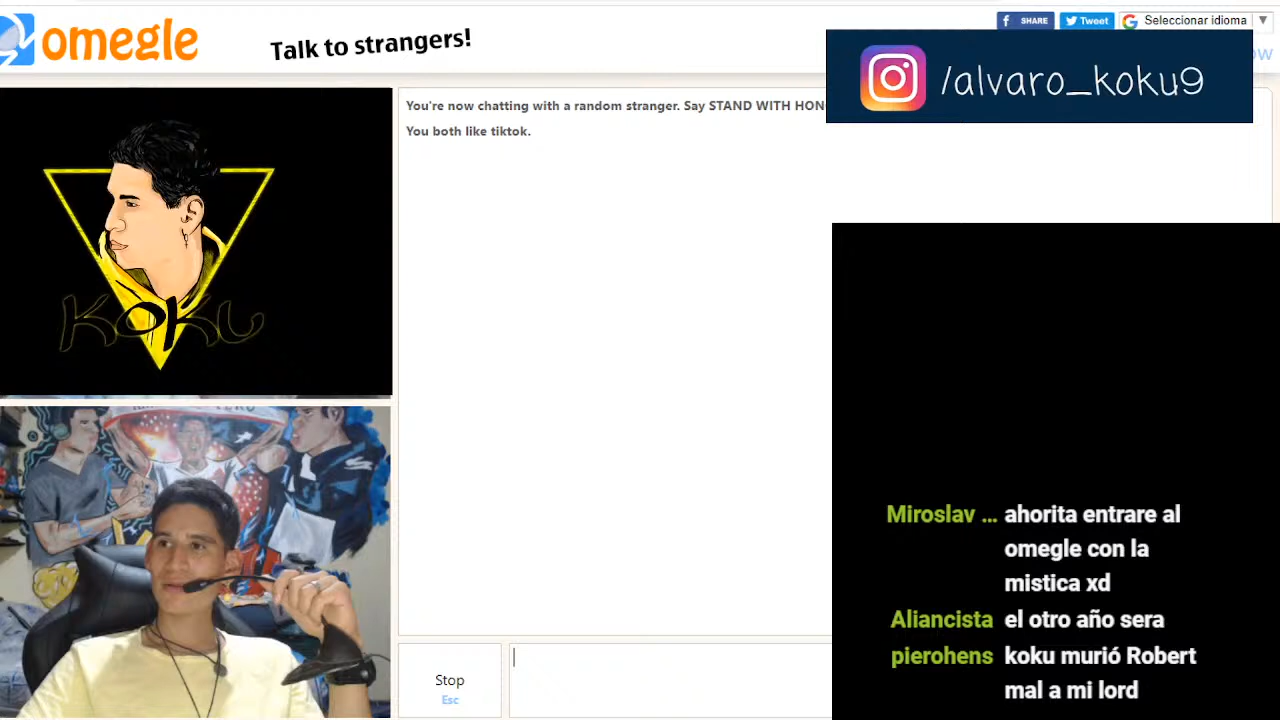 omegle
Talk to strangers!
SHARE
Tweet
Seleccionar idioma
/alvaro_koku9
You're now chatting with a random stranger. Say STAND WITH
You both like tiktok.
KOKU
Miroslav ... ahorita entrare al
omegle con la
mistica xd
Aliancista el otro año sera
pierohens koku murió Robert
mal a mi lord
Stop
Esc